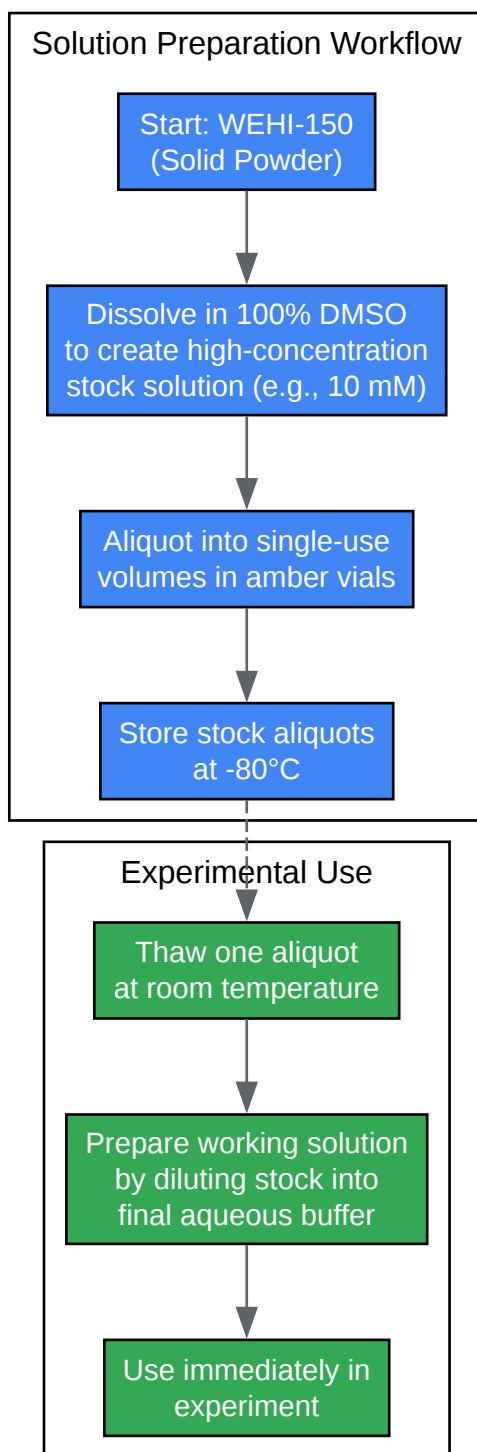 Solution Preparation Workflow
Start: WEHI-150
(Solid Powder)
Dissolve in 100% DMSO
to create high-concentration
stock solution (e.g., 10 mM)
Aliquot into single-use
volumes in amber vials
Store stock aliquots
at -80°C
Experimental Use
Thaw one aliquot
at room temperature
Prepare working solution
by diluting stock into
final aqueous buffer
Use immediately in
experiment